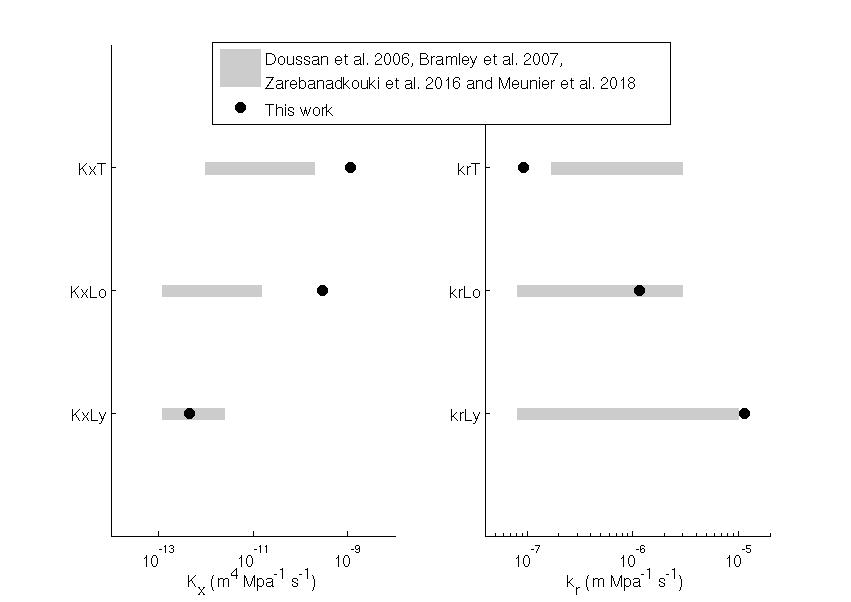 Doussan et al. 2006, Bramley et al. 2007,
Zarebanadkouki et al. 2016 and Meunier et al. 2018
This work
KxT
KxLo
KxLy
10⁻¹³ 10⁻¹¹ 10⁻⁹
Kₓ (m⁴ Mpa⁻¹ s⁻¹)
krT
krLo
krLy
10⁻⁷ 10⁻⁶ 10⁻⁵
kᵣ (m Mpa⁻¹ s⁻¹)